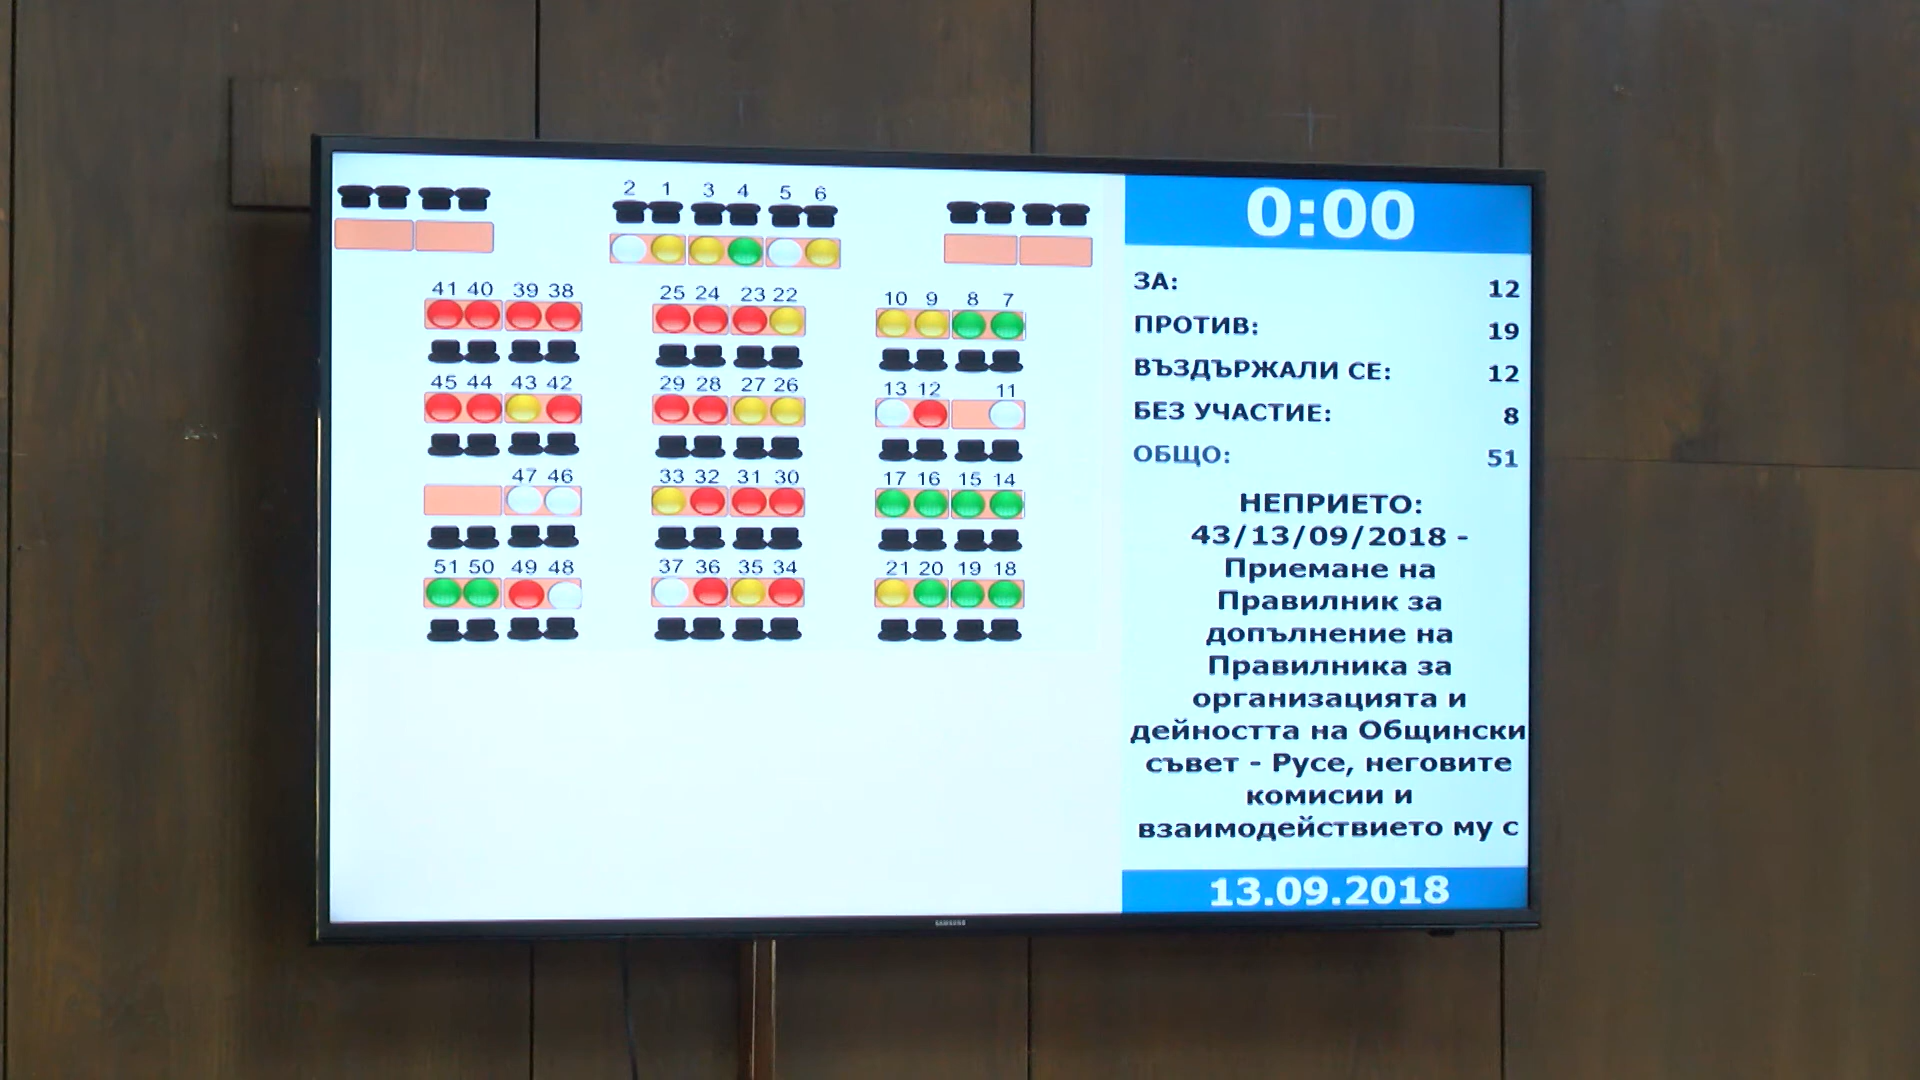 0:00
2 1 3 4 5 6
41 40 39 38 25 24 23 22 10 9 8 7
45 44 43 42 29 28 27 26 13 12 11
47 46 33 32 31 30 17 16 15 14
51 50 49 48 37 36 35 34 21 20 19 18
ЗА: 12
ПРОТИВ: 19
ВЪЗДЪРЖАЛИ СЕ: 12
БЕЗ УЧАСТИЕ: 8
ОБЩО: 51
НЕПРИЕТО:
43/13/09/2018 -
Приемане на
Правилник за
допълнение на
Правилника за
организацията и
дейността на Общински
съвет - Русе, неговите
комисии и
взаимодействието му с
13.09.2018
SAMSUNG